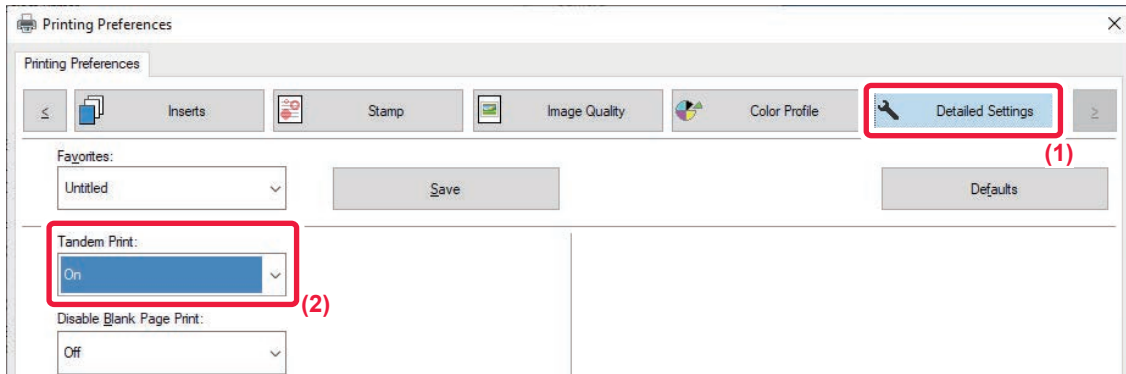 Printing Preferences
Printing Preferences
< Inserts Stamp Image Quality Color Profile Detailed Settings >
(1)
Favorites:
Untitled Save Defaults
Tandem Print:
On
(2)
Disable Blank Page Print:
Off